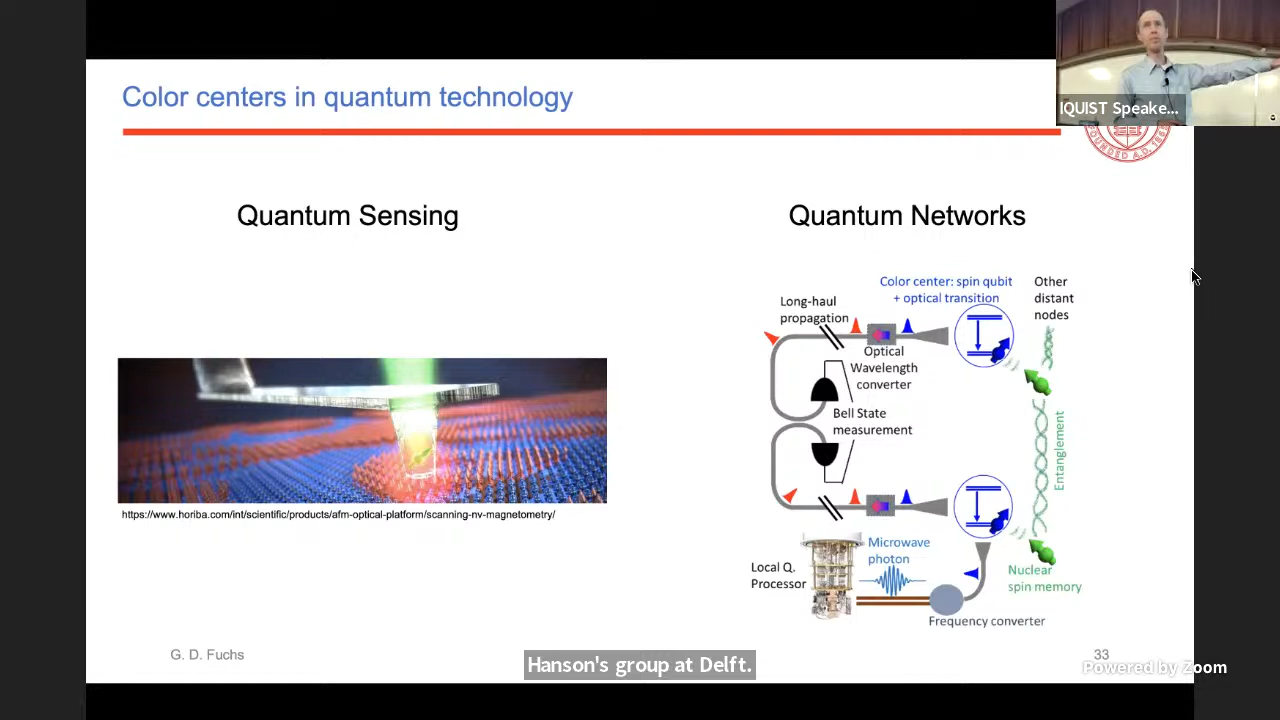 Color centers in quantum technology
IQUIST Speake...
FOUNDED A.D.
Quantum Sensing
Quantum Networks
Color center: spin qubit
+ optical transition
Other
distant
nodes
Long-haul
propagation
Optical
Wavelength
converter
Bell State
measurement
Entanglement
https://www.horiba.com/int/scientific/products/afm-optical-platform/scanning-nv-magnetometry/
Microwave
photon
Local Q.
Processor
Nuclear
spin memory
Frequency converter
G. D. Fuchs
33
Hanson's group at Delft.
Powered by Zoom